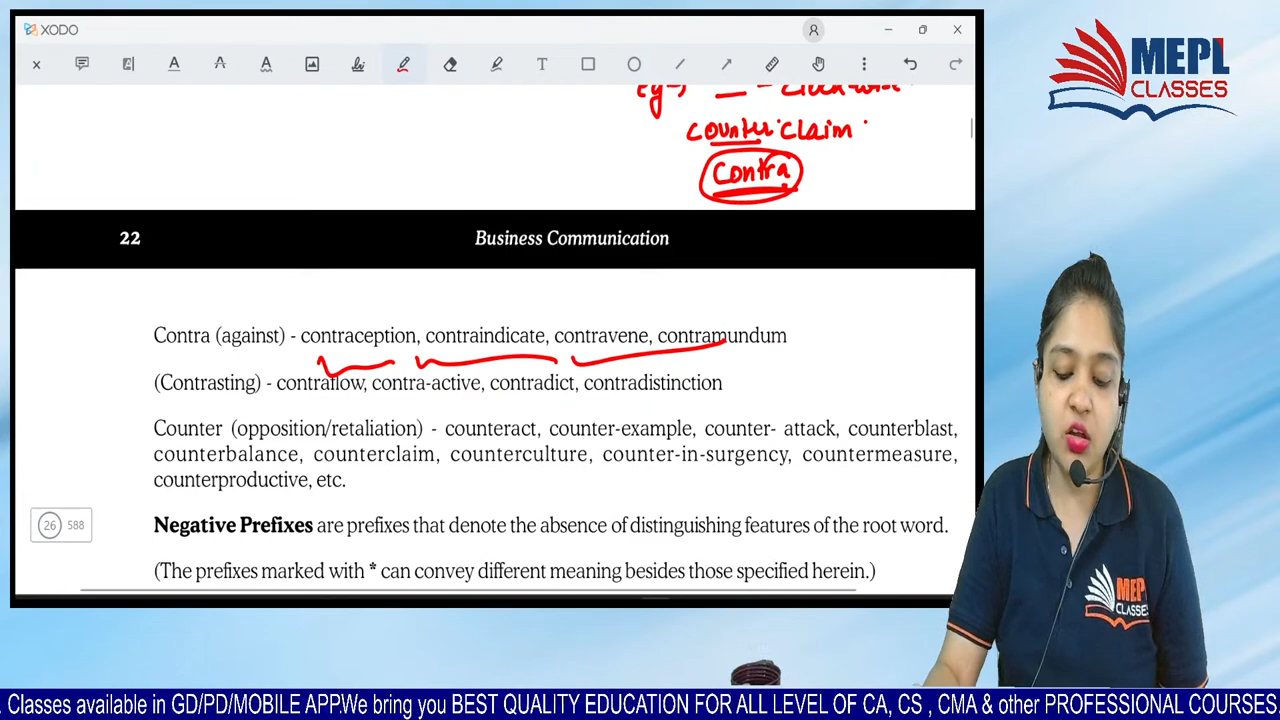 XODO
MEPL
CLASSES
Eg-, — - clockwise
counter claim
Contra
22 Business Communication
Contra (against) - contraception, contraindicate, contravene, contramundum
(Contrasting) - contraflow, contra-active, contradict, contradistinction
Counter (opposition/retaliation) - counteract, counter-example, counter- attack, counterblast,
counterbalance, counterclaim, counterculture, counter-in-surgency, countermeasure,
counterproductive, etc.
26 588
Negative Prefixes are prefixes that denote the absence of distinguishing features of the root word.
(The prefixes marked with * can convey different meaning besides those specified herein.)
MEPL
CLASSES
. Classes available in GD/PD/MOBILE APP.We bring you BEST QUALITY EDUCATION FOR ALL LEVEL OF CA, CS , CMA & other PROFESSIONAL COURSES.